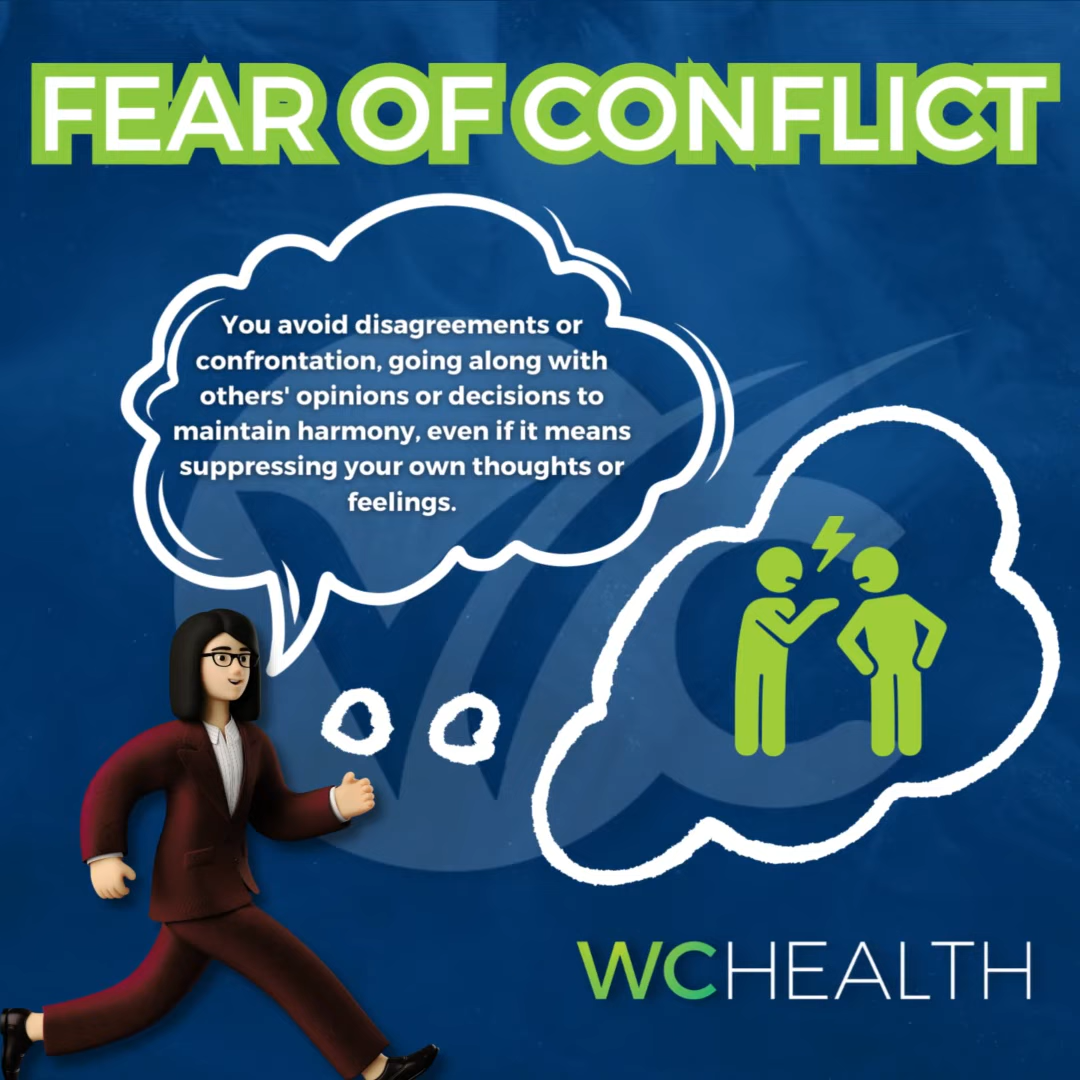 FEAR OF CONFLICT
You avoid disagreements or
confrontation, going along with
others' opinions or decisions to
maintain harmony, even if it means
suppressing your own thoughts or
feelings.
WCHEALTH